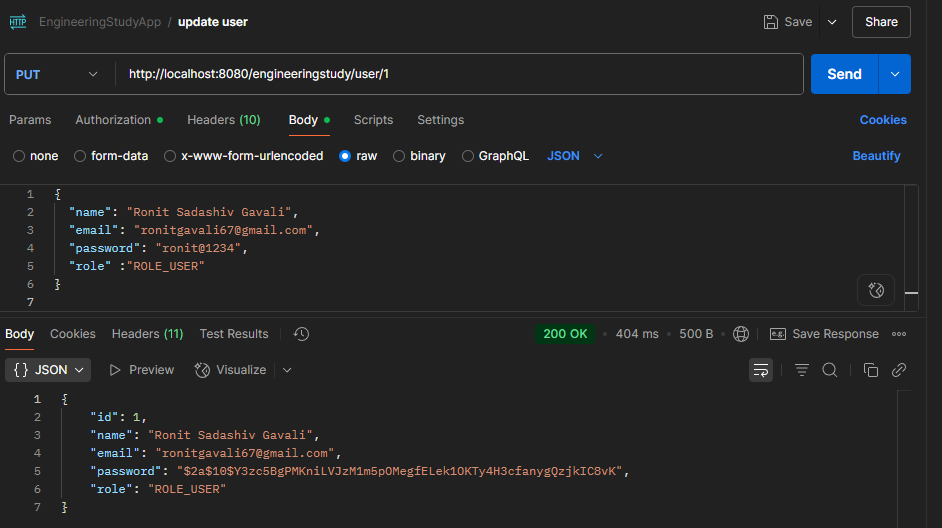 HTTP EngineeringStudyApp / update user Save Share
PUT http://localhost:8080/engineeringstudy/user/1 Send
Params Authorization Headers (10) Body Scripts Settings Cookies
none form-data x-www-form-urlencoded raw binary GraphQL JSON Beautify
1 {
2 "name": "Ronit Sadashiv Gavali",
3 "email": "ronitgavali67@gmail.com",
4 "password": "ronit@1234",
5 "role" :"ROLE_USER"
6 }
7
Body Cookies Headers (11) Test Results 200 OK 404 ms 500 B e.g. Save Response
{} JSON Preview Visualize
1 {
2 "id": 1,
3 "name": "Ronit Sadashiv Gavali",
4 "email": "ronitgavali67@gmail.com",
5 "password": "$2a$10$Y3zc5BgPMKniLVJzM1m5pOMegfELek1OKTy4H3cfanygQzjkIC8vK",
6 "role": "ROLE_USER"
7 }